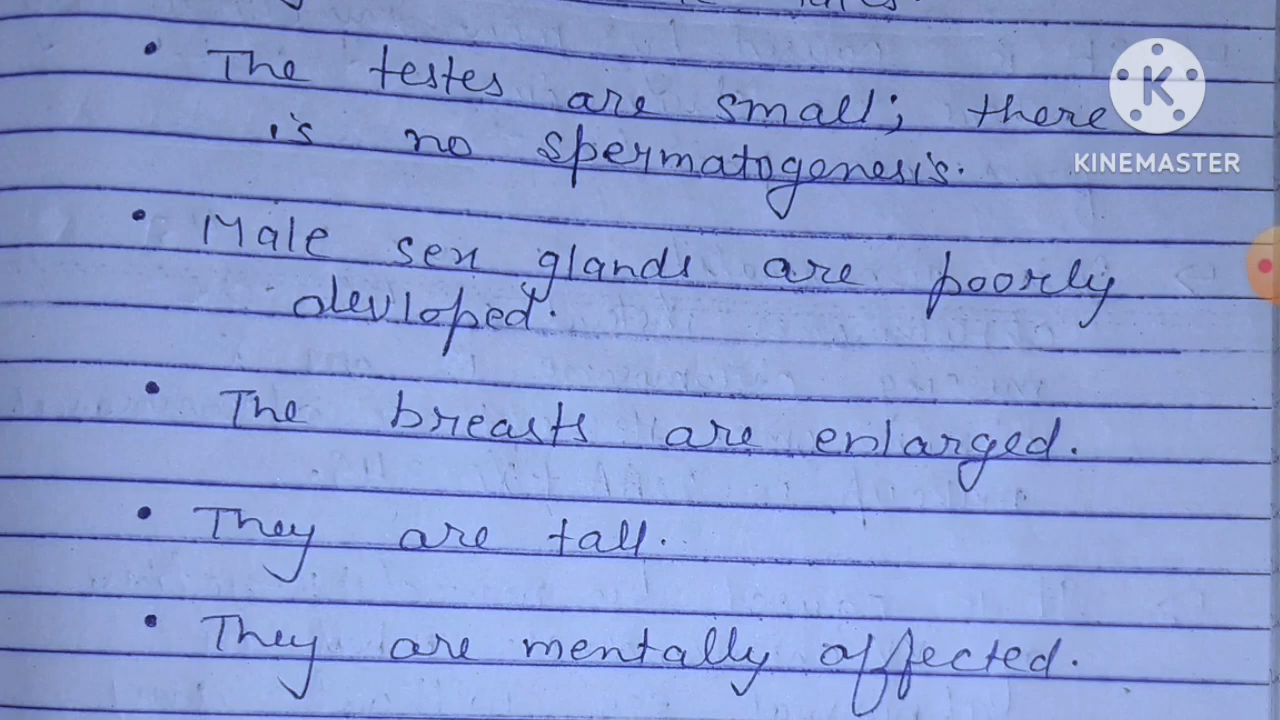 • The testes are small; there
is no spermatogenesis.
• Male sex glands are poorly
devloped.
• The breasts are enlarged.
• They are tall.
• They are mentally affected.
K
KINEMASTER